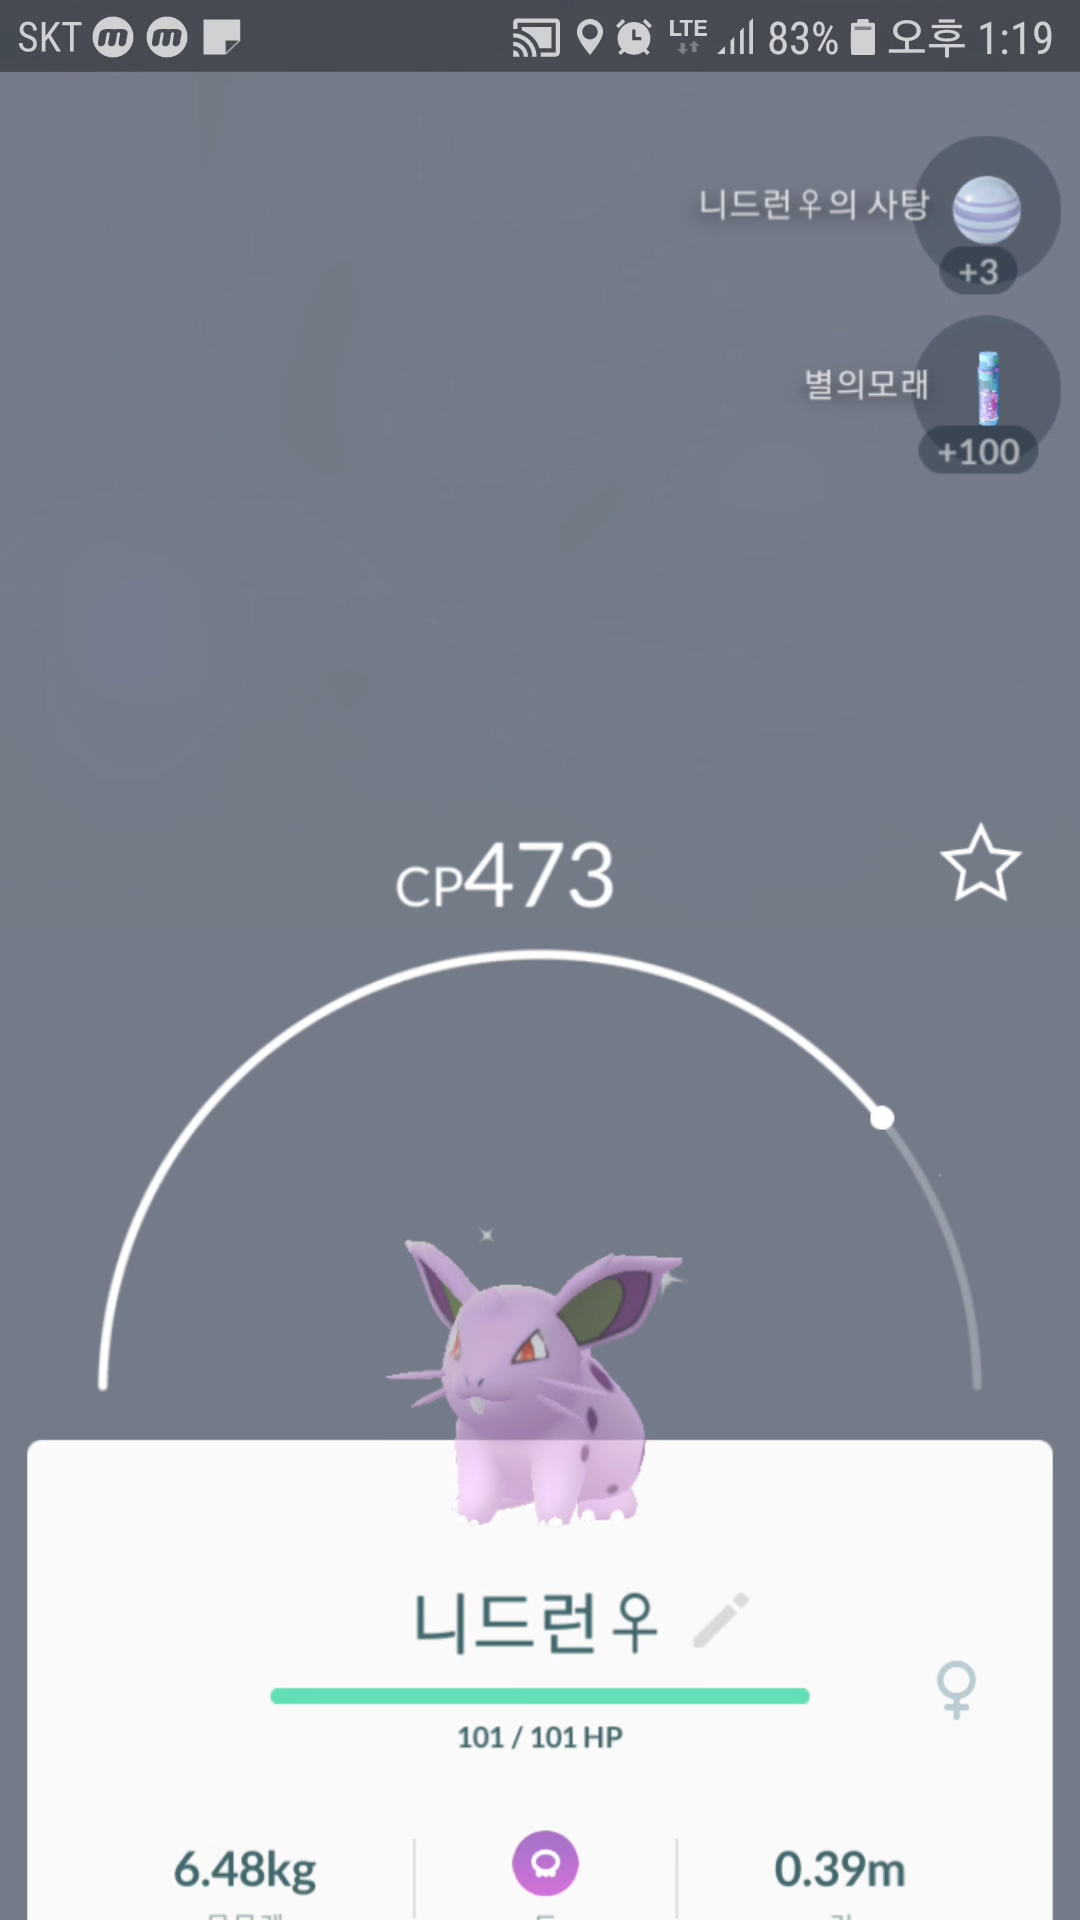 SKT
LTE 83% 오후 1:19
니드런♀의 사탕
+3
별의모래
+100
CP473
니드런♀
101 / 101 HP
6.48kg
0.39m